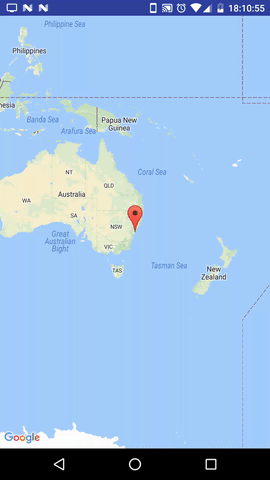 18:10:55
Philippine Sea
Philippines
nesia
Banda Sea
Papua New
Guinea
Arafura Sea
Coral Sea
NT
QLD
Australia
WA
SA
NSW
Great
Australian
Bight
VIC
Tasman Sea
TAS
New
Zealand
Google